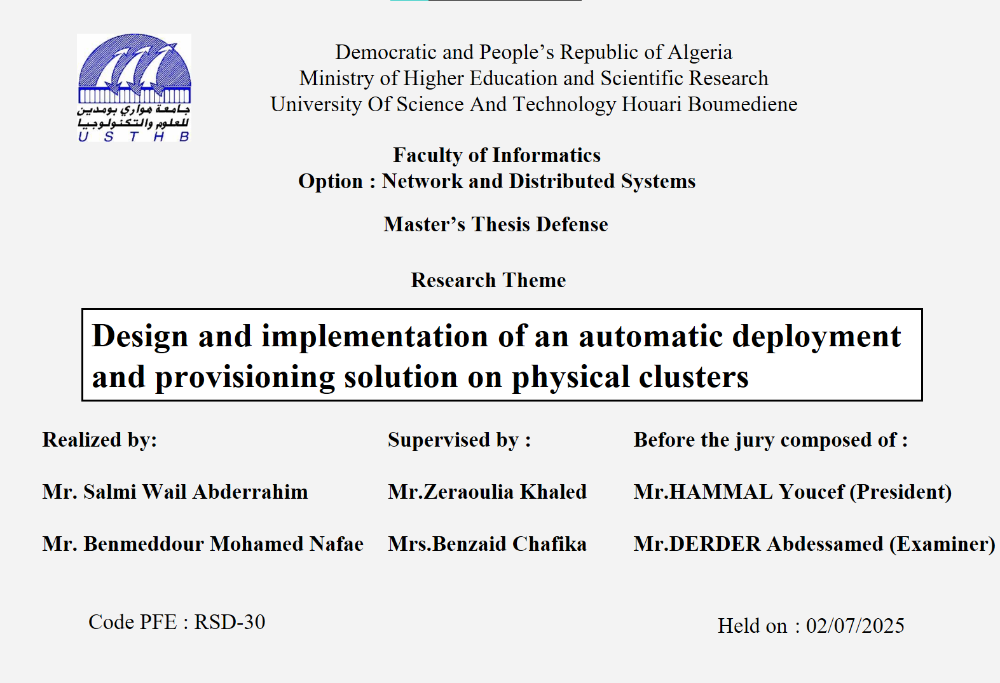 جامعة هواري بومدين
للعلوم والتكنولوجيا
U S T H B
Democratic and People’s Republic of Algeria
Ministry of Higher Education and Scientific Research
University Of Science And Technology Houari Boumediene
Faculty of Informatics
Option : Network and Distributed Systems
Master’s Thesis Defense
Research Theme
Design and implementation of an automatic deployment
and provisioning solution on physical clusters
Realized by:
Mr. Salmi Wail Abderrahim
Mr. Benmeddour Mohamed Nafae
Supervised by :
Mr.Zeraoulia Khaled
Mrs.Benzaid Chafika
Before the jury composed of :
Mr.HAMMAL Youcef (President)
Mr.DERDER Abdessamed (Examiner)
Code PFE : RSD-30
Held on : 02/07/2025